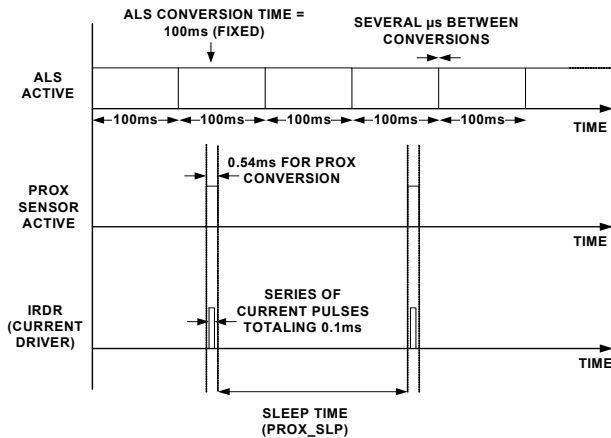 ALS CONVERSION TIME =
100ms (FIXED)
SEVERAL µs BETWEEN
CONVERSIONS
ALS
ACTIVE
100ms
100ms
100ms
100ms
100ms
TIME
0.54ms FOR PROX
CONVERSION
PROX
SENSOR
ACTIVE
TIME
SERIES OF
CURRENT PULSES
TOTALING 0.1ms
IRDR
(CURRENT
DRIVER)
TIME
SLEEP TIME
(PROX_SLP)